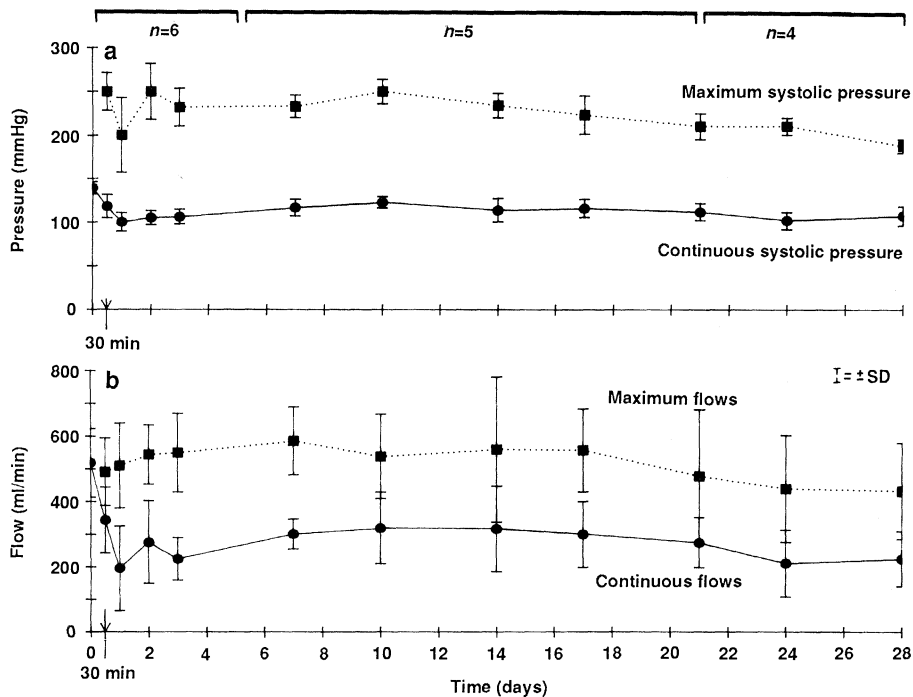 n=6
n=5
n=4
a
300
200
100
0
Pressure (mmHg)
Maximum systolic pressure
Continuous systolic pressure
30 min
b
800
600
400
200
0
Flow (ml/min)
= ±SD
Maximum flows
Continuous flows
0 2 4 6 8 10 12 14 16 18 20 22 24 26 28
30 min
Time (days)